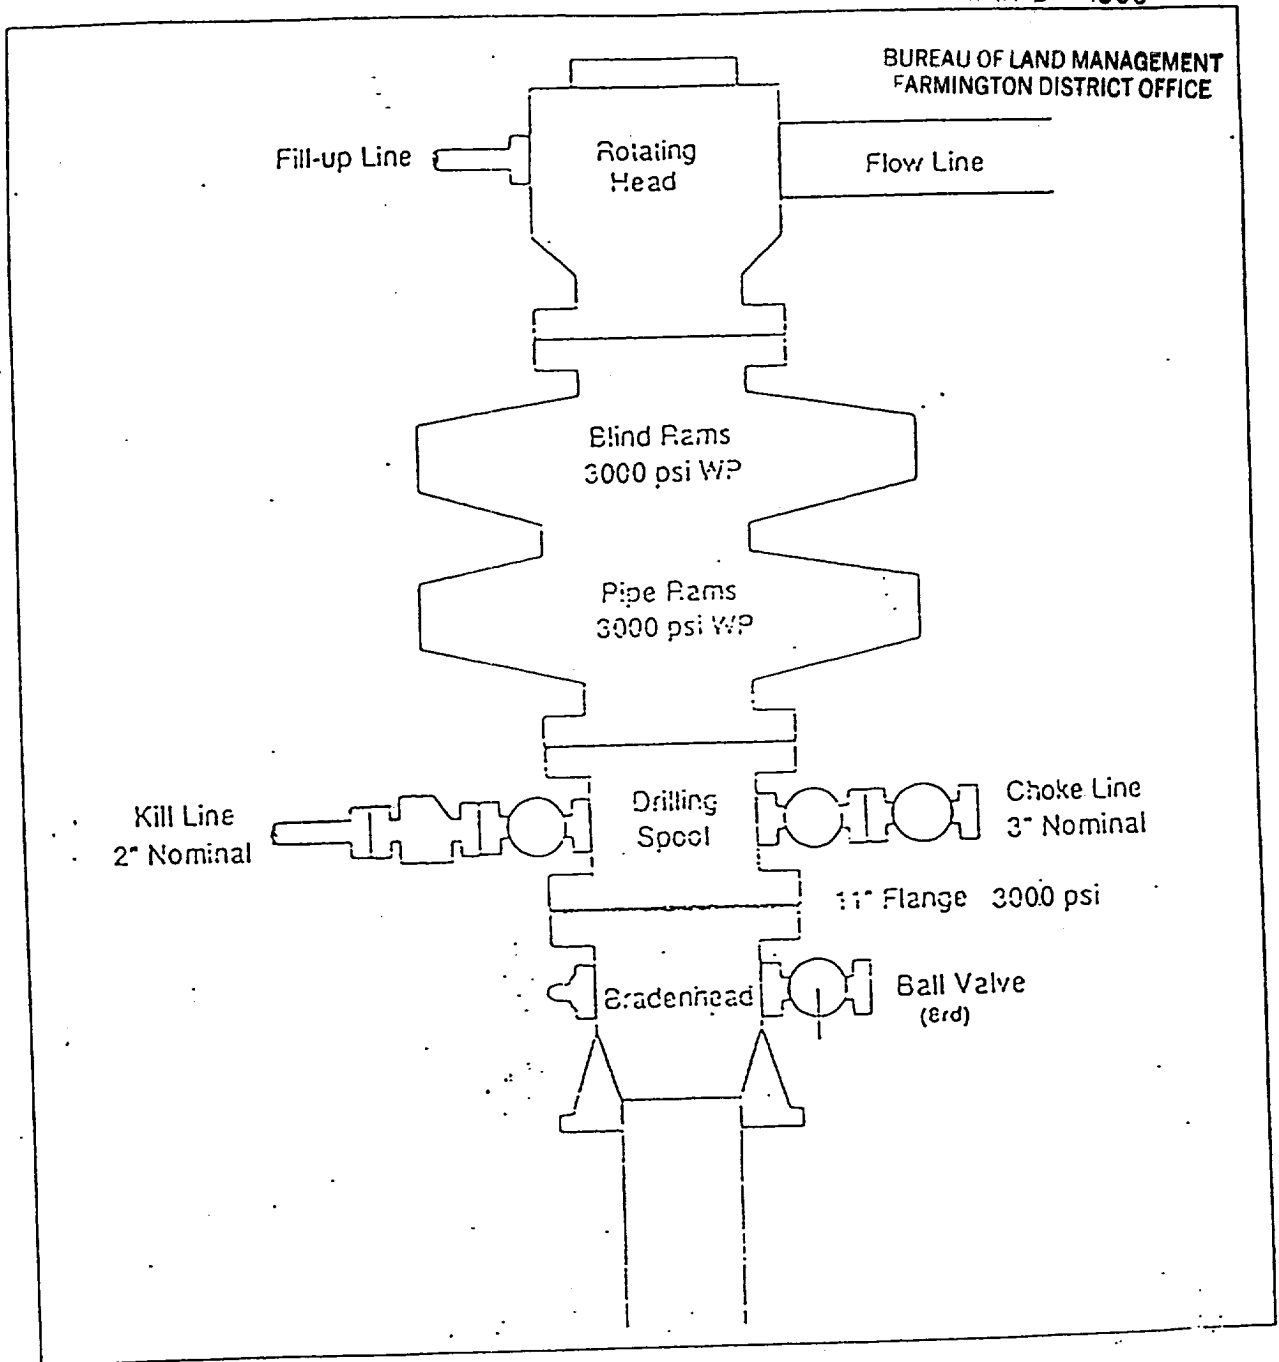 BUREAU OF LAND MANAGEMENT
FARMINGTON DISTRICT OFFICE
Fill-up Line
Rotating
Head
Flow Line
Blind Rams
3000 psi WP
Pipe Rams
3000 psi WP
Kill Line
2" Nominal
Drilling
Spool
Choke Line
3" Nominal
11" Flange 3000 psi
Bradenhead
Ball Valve
(8rd)